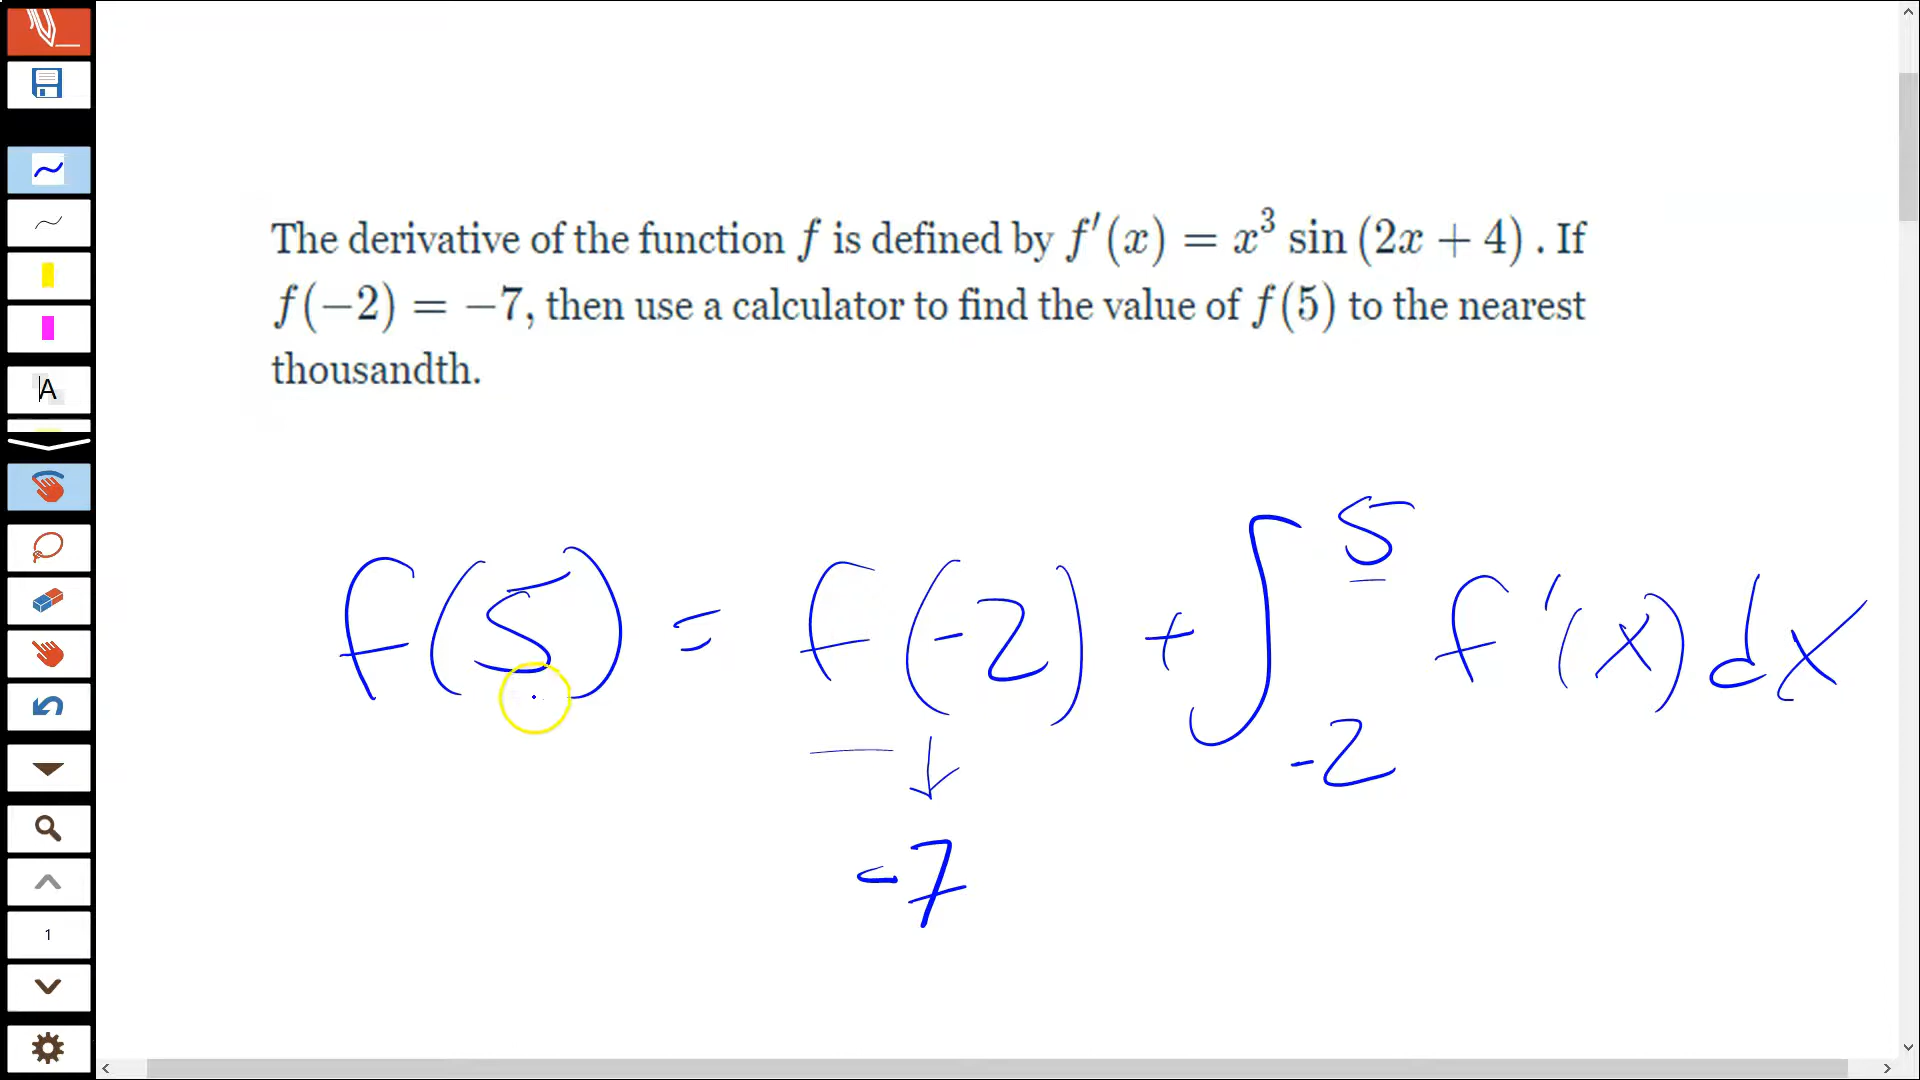 The derivative of the function f is defined by f′(x) = x³ sin (2x + 4) . If
f(−2) = −7, then use a calculator to find the value of f(5) to the nearest
thousandth.
A
f(5) = f(-2) + ∫_{-2}^{5} f'(x)dx
↓
-7
1